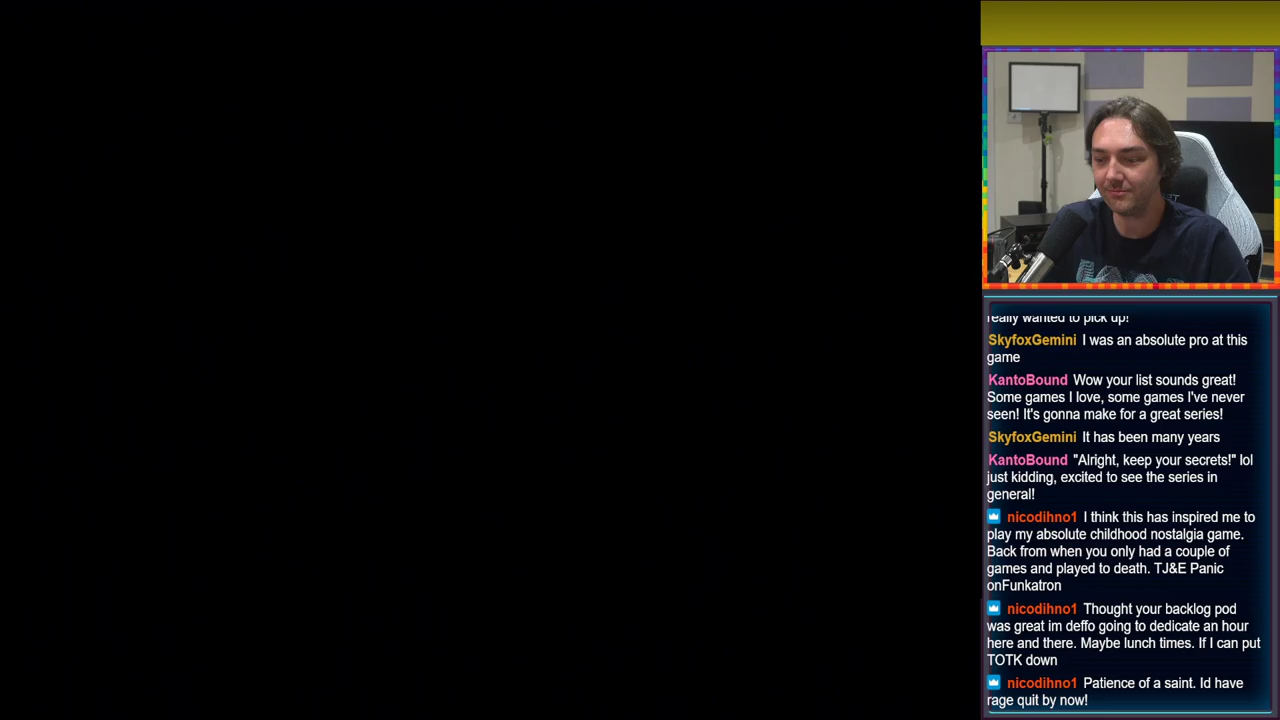 really wanted to pick up!
SkyfoxGemini I was an absolute pro at this
game
KantoBound Wow your list sounds great!
Some games I love, some games I've never
seen! It's gonna make for a great series!
SkyfoxGemini It has been many years
KantoBound "Alright, keep your secrets!" lol
just kidding, excited to see the series in
general!
nicodihno1 I think this has inspired me to
play my absolute childhood nostalgia game.
Back from when you only had a couple of
games and played to death. TJ&E Panic
onFunkatron
nicodihno1 Thought your backlog pod
was great im deffo going to dedicate an hour
here and there. Maybe lunch times. If I can put
TOTK down
nicodihno1 Patience of a saint. Id have
rage quit by now!